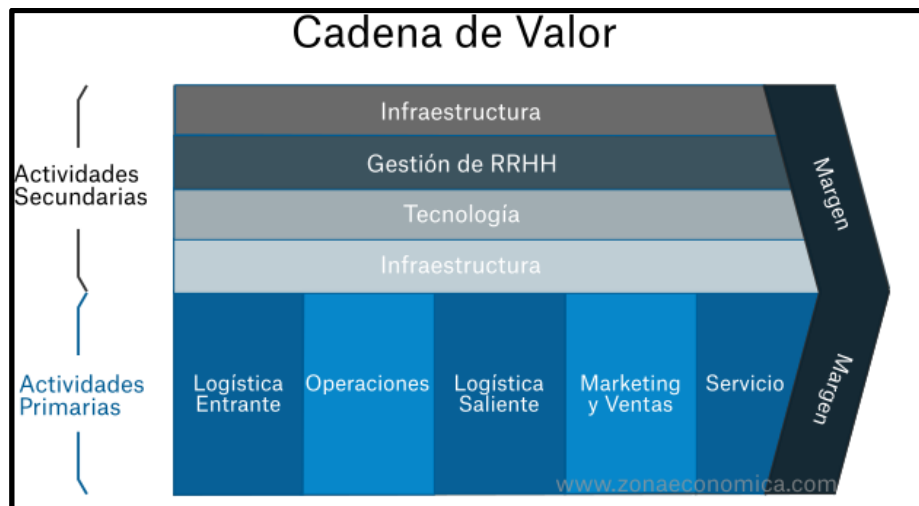 Cadena de Valor
Actividades
Secundarias
Infraestructura
Gestión de RRHH
Tecnología
Infraestructura
Margen
Actividades
Primarias
Logística
Entrante
Operaciones
Logística
Saliente
Marketing
y Ventas
Servicio
Margen
www.zonaeconomica.com